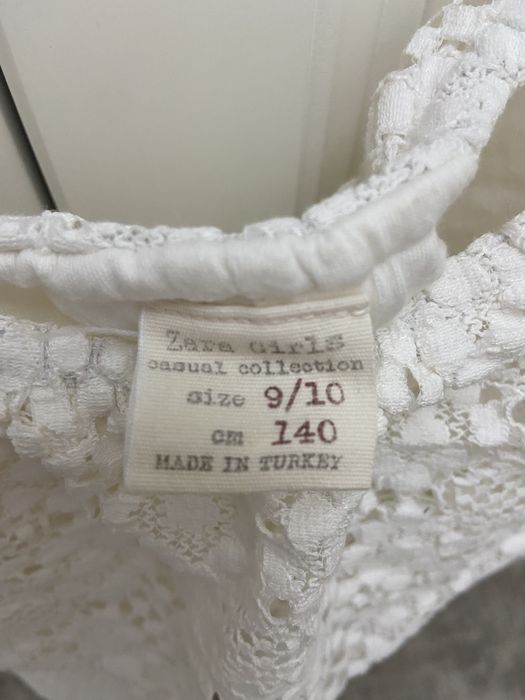 Zara Girls
casual collection
size 9/10
cm 140
MADE IN TURKEY